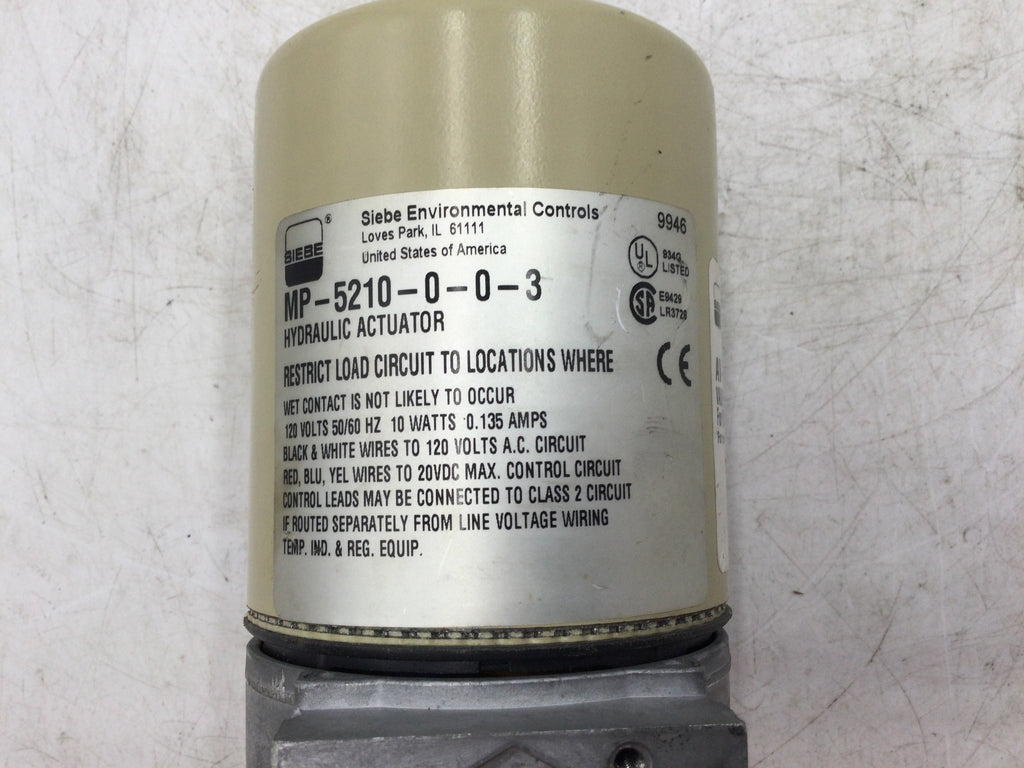 SIEBE
®
Siebe Environmental Controls
Loves Park, IL 61111
United States of America
9946
UL
®
934G
LISTED
MP-5210-0-0-3
SA
E9429
LR3728
HYDRAULIC ACTUATOR
CE
RESTRICT LOAD CIRCUIT TO LOCATIONS WHERE
WET CONTACT IS NOT LIKELY TO OCCUR
120 VOLTS 50/60 HZ 10 WATTS 0.135 AMPS
BLACK & WHITE WIRES TO 120 VOLTS A.C. CIRCUIT
RED, BLU, YEL WIRES TO 20VDC MAX. CONTROL CIRCUIT
CONTROL LEADS MAY BE CONNECTED TO CLASS 2 CIRCUIT
IF ROUTED SEPARATELY FROM LINE VOLTAGE WIRING
TEMP. IND. & REG. EQUIP.